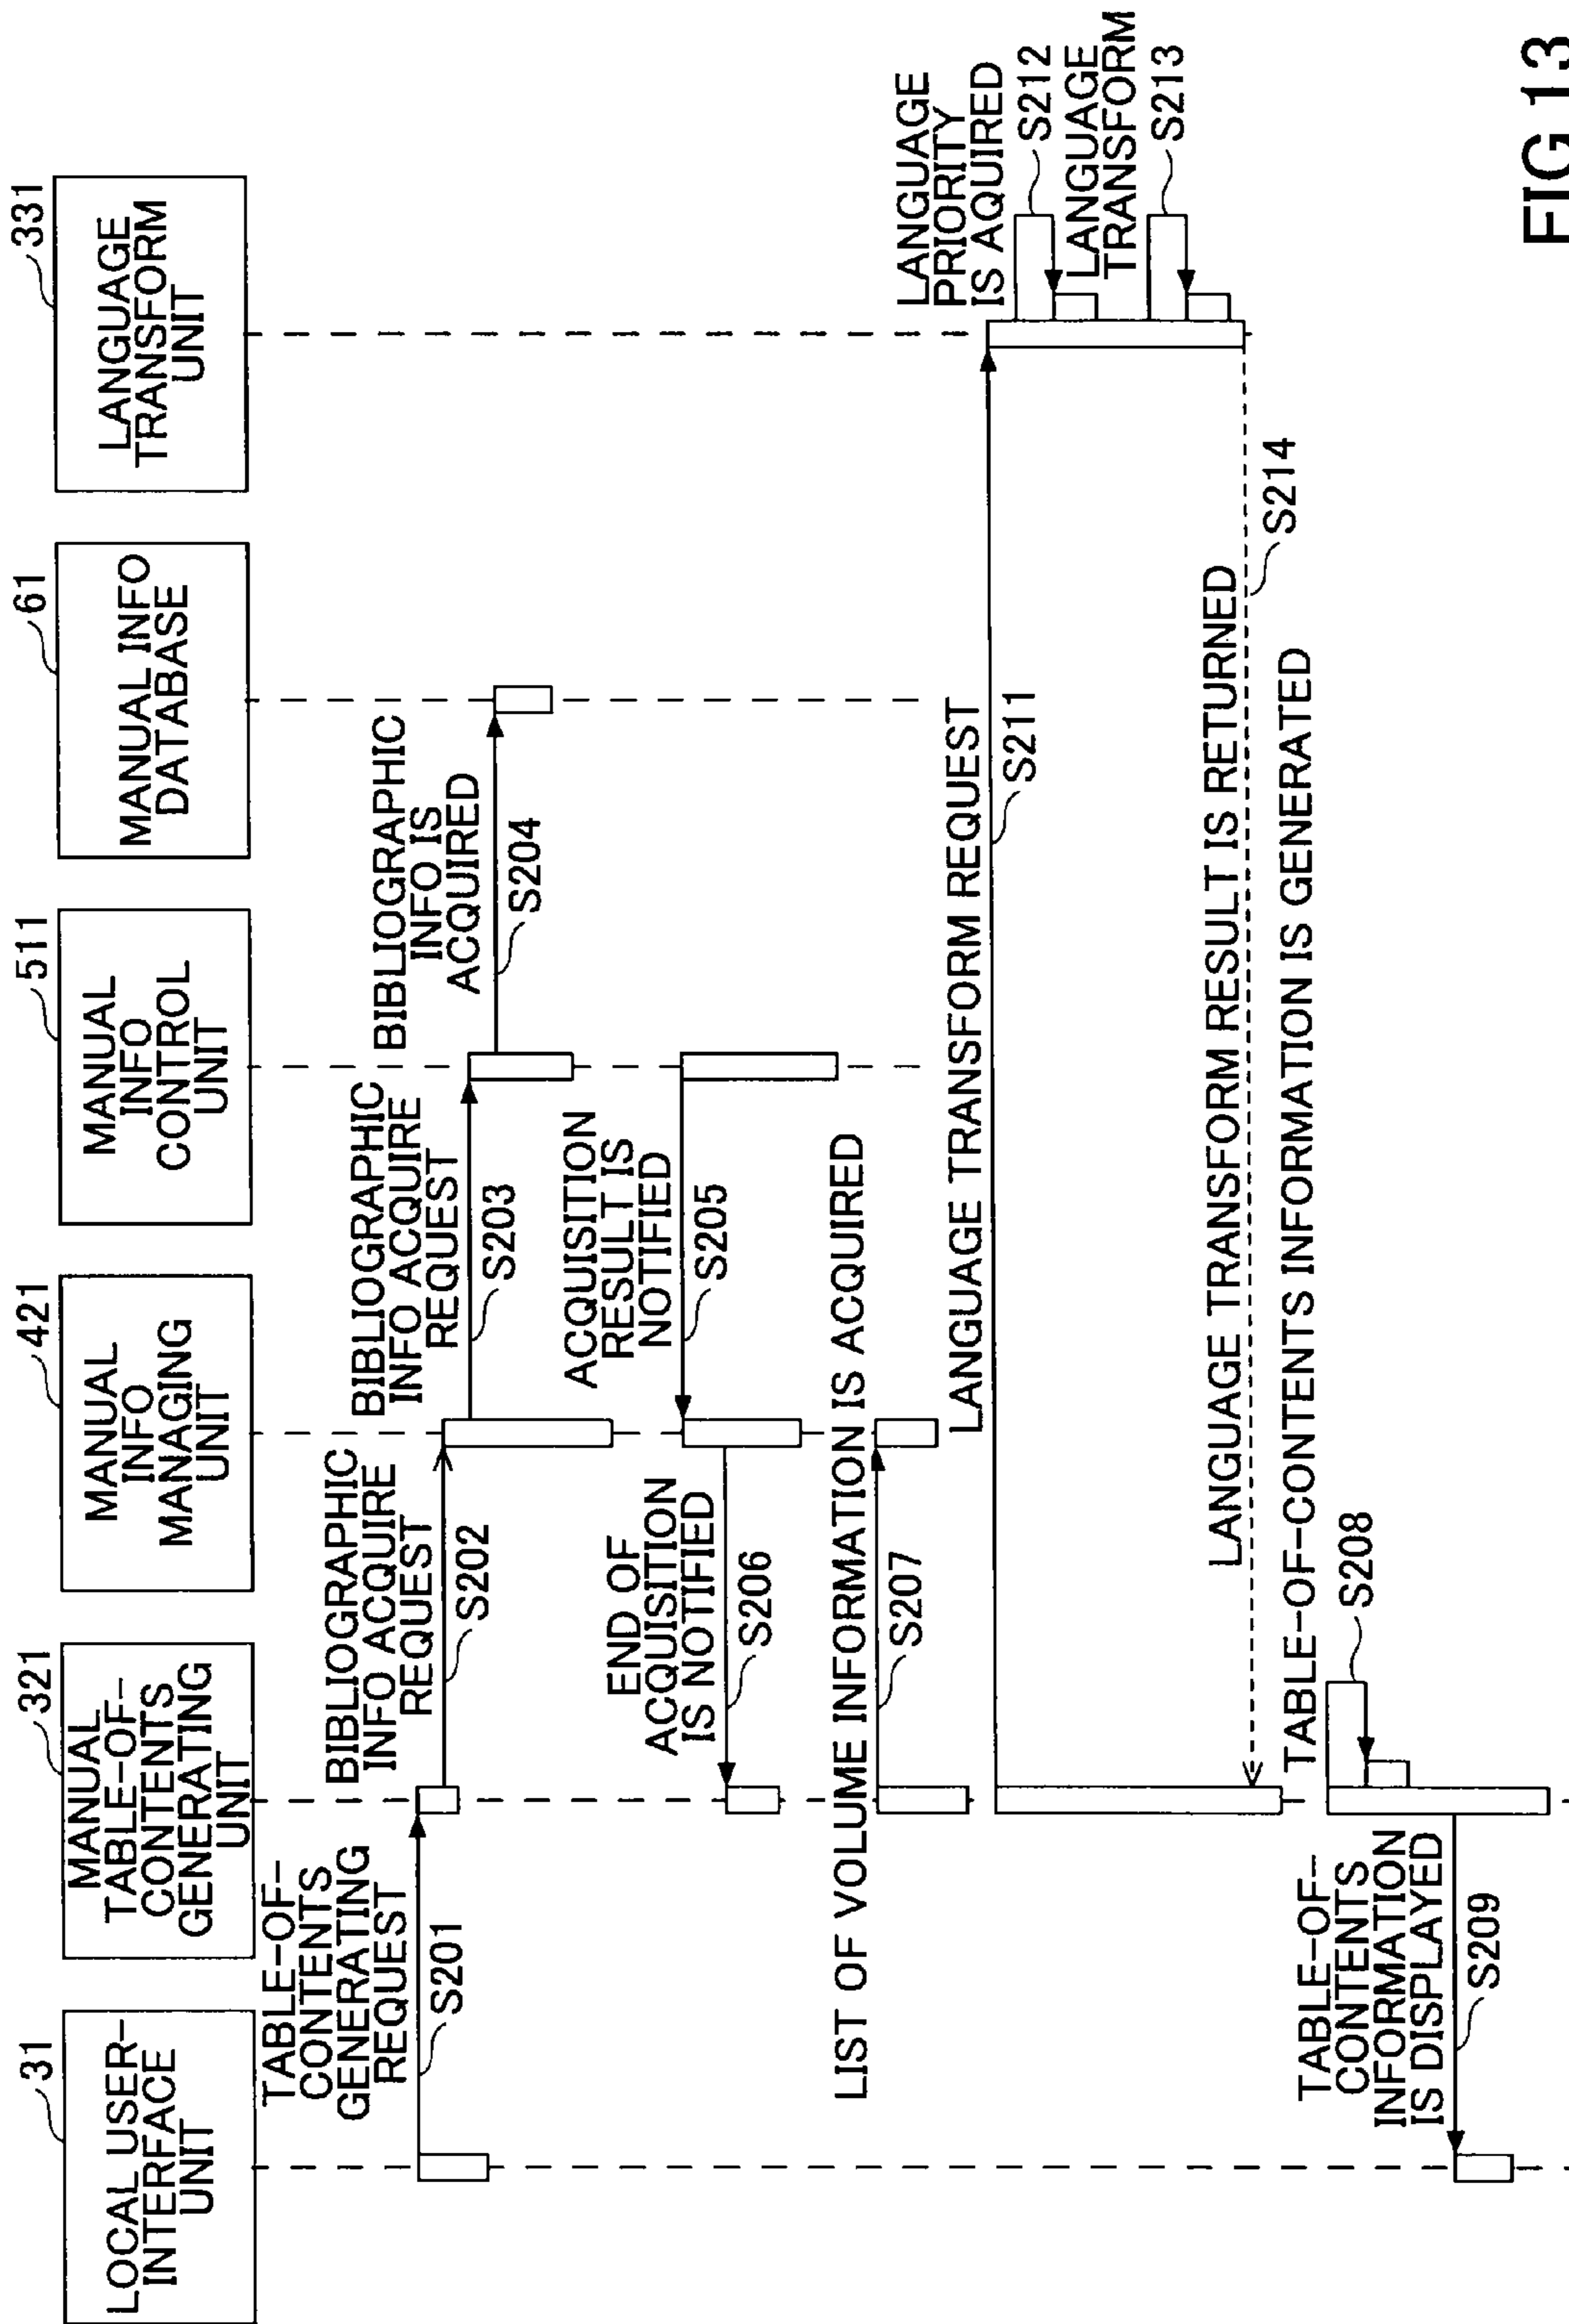 31
LOCAL USER-
INTERFACE
UNIT
321
MANUAL
TABLE-OF-
CONTENTS
GENERATING
UNIT
421
MANUAL
INFO
MANAGING
UNIT
511
MANUAL
INFO
CONTROL
UNIT
61
MANUAL INFO
DATABASE
331
LANGUAGE
TRANSFORM
UNIT
TABLE-OF-
CONTENTS
GENERATING
REQUEST
S201
BIBLIOGRAPHIC
INFO ACQUIRE
REQUEST
S202
BIBLIOGRAPHIC
INFO ACQUIRE
REQUEST
S203
BIBLIOGRAPHIC
INFO IS
ACQUIRED
S204
ACQUISITION
RESULT IS
NOTIFIED
S205
END OF
ACQUISITION
IS NOTIFIED
S206
LIST OF VOLUME INFORMATION IS ACQUIRED
S207
LANGUAGE TRANSFORM REQUEST
S211
LANGUAGE
PRIORITY
IS AQUIRED
S212
LANGUAGE
TRANSFORM
S213
LANGUAGE TRANSFORM RESULT IS RETURNED
S214
TABLE-OF-CONTENTS INFORMATION IS GENERATED
S208
TABLE-OF-
CONTENTS
INFORMATION
IS DISPLAYED
S209
FIG.13